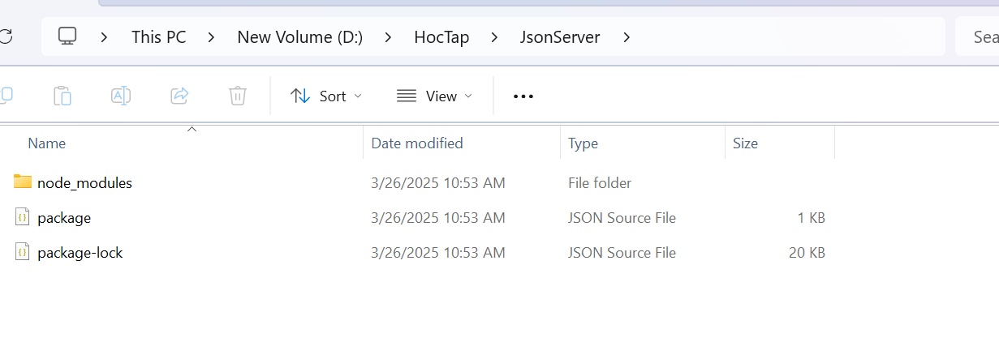 This PC > New Volume (D:) > HocTap > JsonServer > Sea
Sort View •••
Name Date modified Type Size
node_modules 3/26/2025 10:53 AM File folder
package 3/26/2025 10:53 AM JSON Source File 1 KB
package-lock 3/26/2025 10:53 AM JSON Source File 20 KB